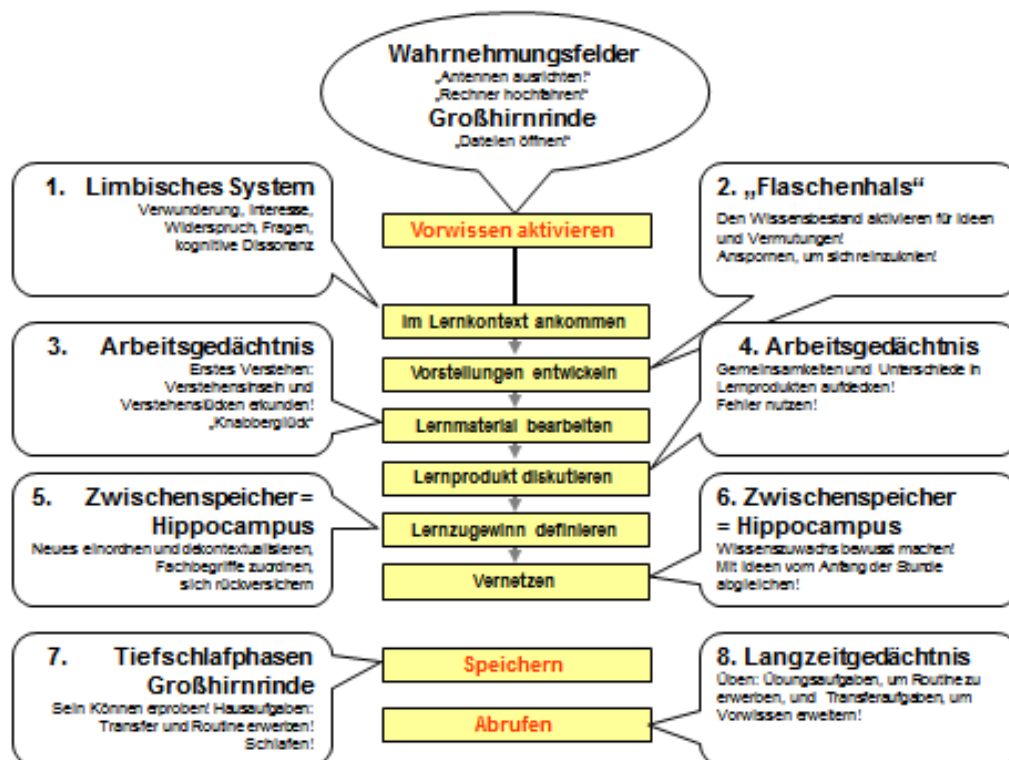 Wahrnehmungsfelder
„Antennen ausrichten!“
„Rechner hochfahren!“
Großhirnrinde
„Dateien öffnen!“
1. Limbisches System
Verwunderung, Interesse,
Widerspruch, Fragen,
kognitive Dissonanz
2. „Flaschenhals“
Den Wissensbestand aktivieren für Ideen
und Vermutungen!
Anspornen, um sich reinzuknien!
Vorwissen aktivieren
Im Lernkontext ankommen
3. Arbeitsgedächtnis
Erstes Verstehen:
Verstehensinseln und
Verstehenslücken erkunden!
„Knabberglück“
Vorstellungen entwickeln
4. Arbeitsgedächtnis
Gemeinsamkeiten und Unterschiede in
Lernprodukten aufdecken!
Fehler nutzen!
Lernmaterial bearbeiten
Lernprodukt diskutieren
5. Zwischenspeicher =
Hippocampus
Neues einordnen und dekontextualisieren,
Fachbegriffe zuordnen,
sich rückversichern
Lernzugewinn definieren
6. Zwischenspeicher
= Hippocampus
Wissenszuwachs bewusst machen!
Mit Ideen vom Anfang der Stunde
abgleichen!
Vernetzen
7. Tiefschlafphasen
Großhirnrinde
Sein Können erproben! Hausaufgaben:
Transfer und Routine erwerben!
Schlafen!
Speichern
8. Langzeitgedächtnis
Üben: Übungsaufgaben, um Routine zu
erwerben, und Transferaufgaben, um
Vorwissen erweitern!
Abrufen